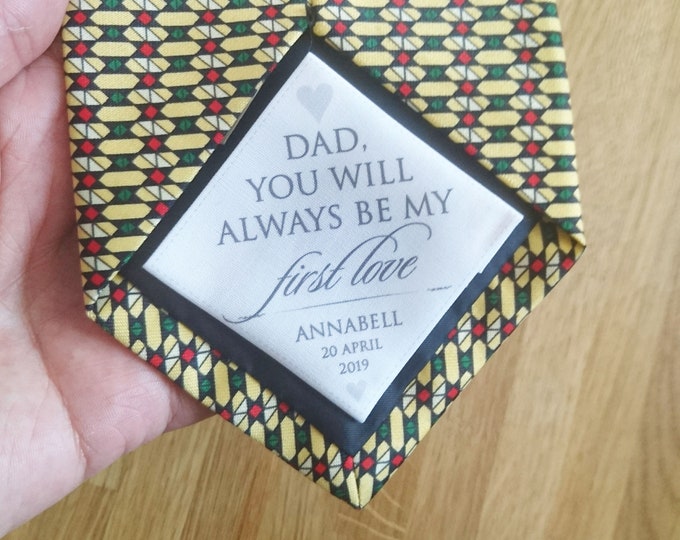 DAD,
YOU WILL
ALWAYS BE MY
first love
ANNABELL
20 APRIL
2019